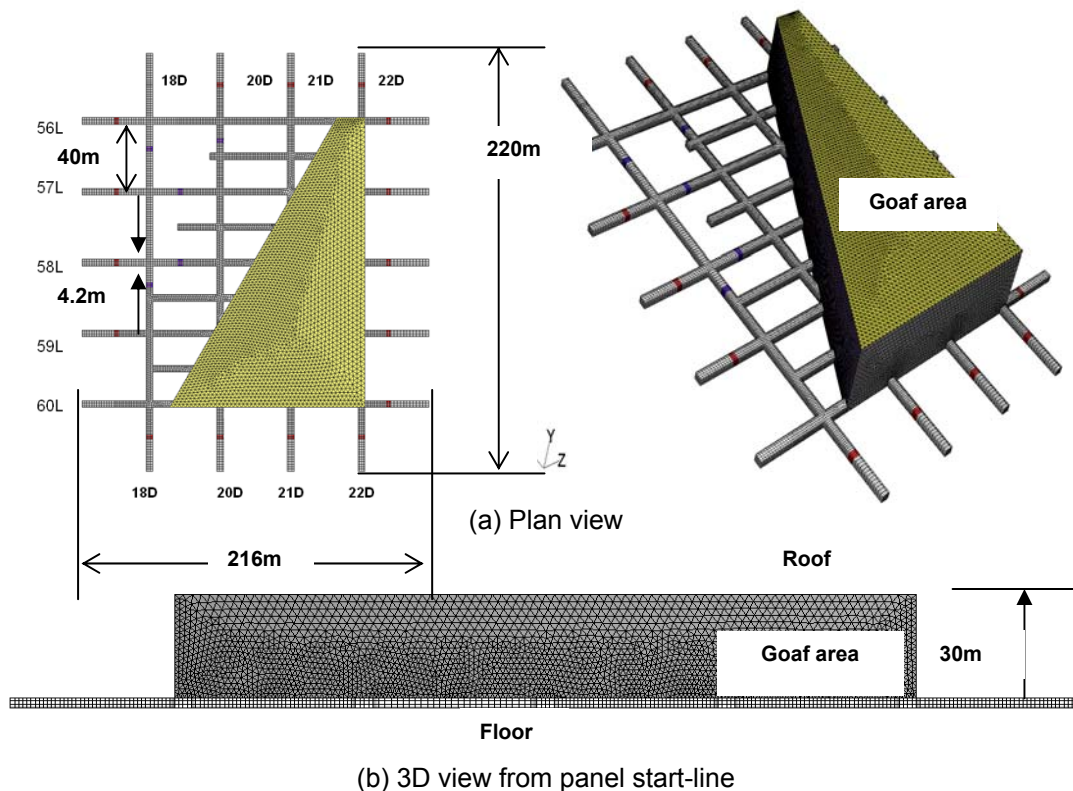 18D
20D
21D
22D
56L
40m
57L
58L
4.2m
59L
60L
220m
Goaf area
Y
Z
18D
20D
21D
22D
(a) Plan view
216m
Roof
Goaf area
30m
Floor
(b) 3D view from panel start-line